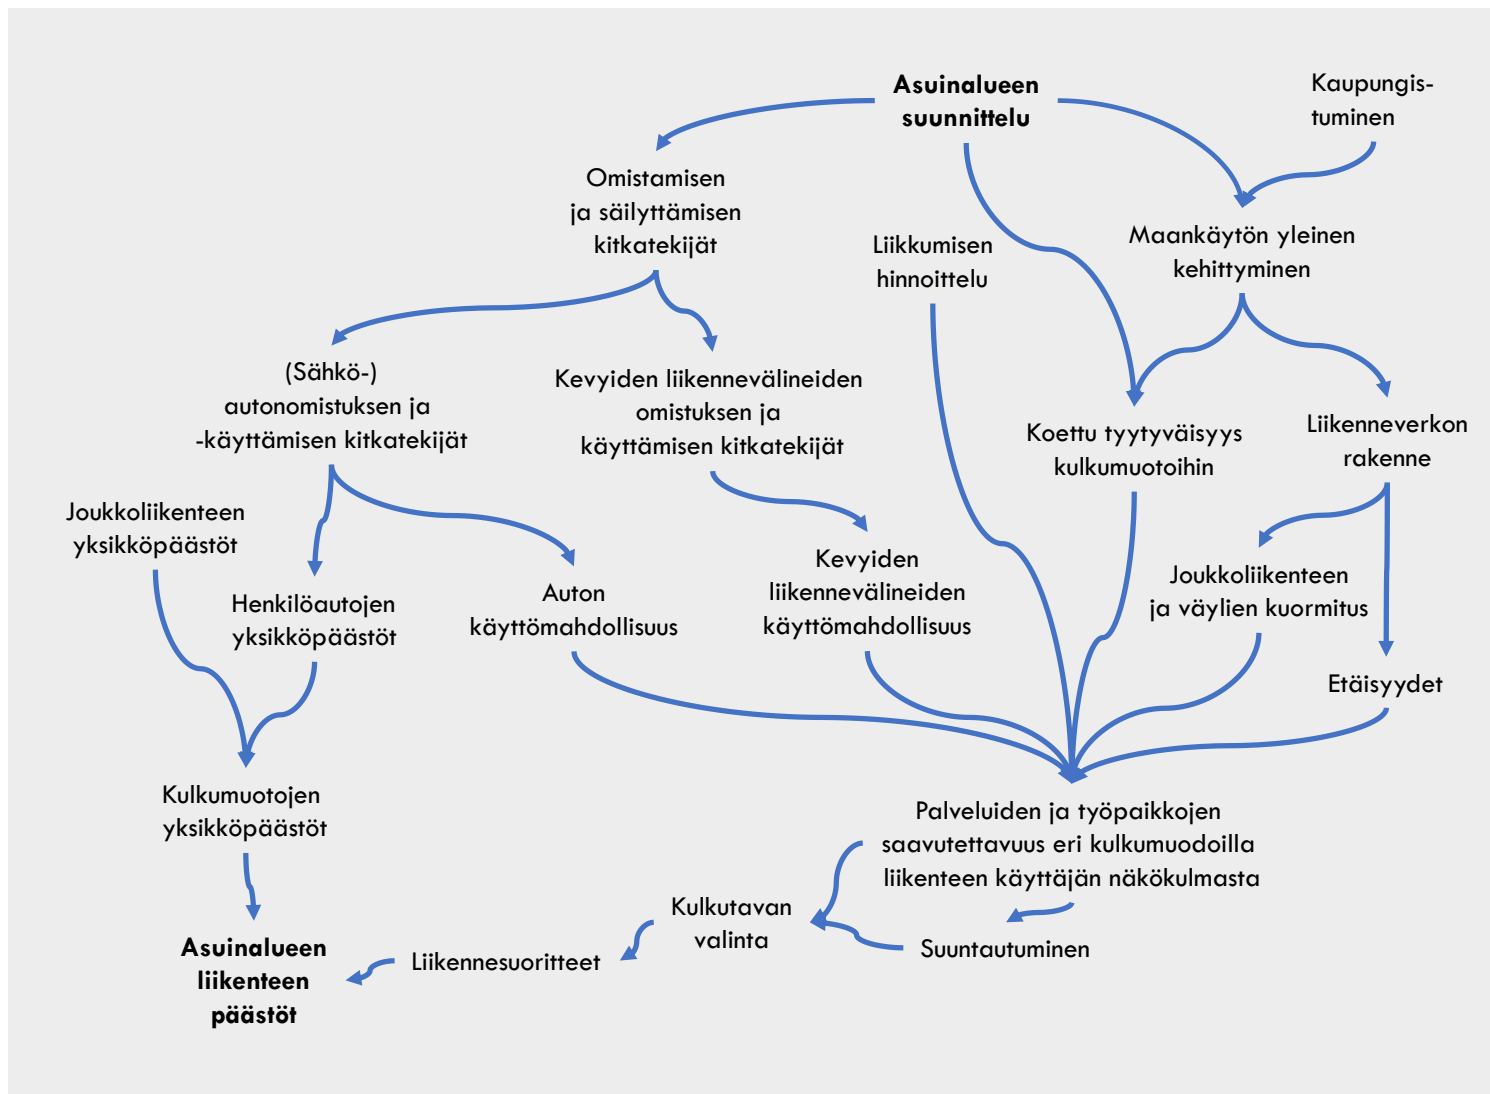 Asuinalueen
suunnittelu
Kaupungis-
tuminen
Omistamisen
ja säilyttämisen
kitkatekijät
Liikkumisen
hinnoittelu
Maankäytön yleinen
kehittyminen
(Sähkö-)
autonomistuksen ja
-käyttämisen kitkatekijät
Kevyiden liikennevälineiden
omistuksen ja
käyttämisen kitkatekijät
Koettu tyytyväisyys
kulkumuotoihin
Liikenneverkon
rakenne
Joukkoliikenteen
yksikköpäästöt
Henkilöautojen
yksikköpäästöt
Auton
käyttömahdollisuus
Kevyiden
liikennevälineiden
käyttömahdollisuus
Joukkoliikenteen
ja väylien kuormitus
Etäisyydet
Kulkumuotojen
yksikköpäästöt
Palveluiden ja työpaikkojen
saavutettavuus eri kulkumuodoilla
liikenteen käyttäjän näkökulmasta
Kulkutavan
valinta
Suuntautuminen
Liikennesuoritteet
Asuinalueen
liikenteen
päästöt